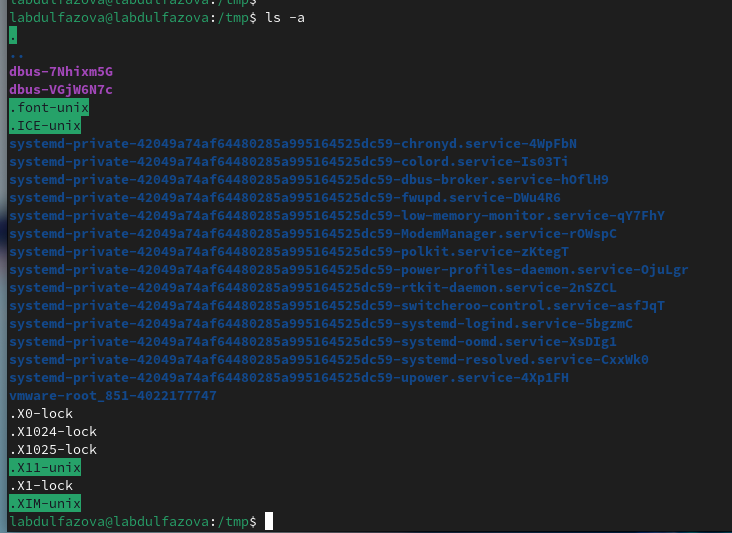 labdulfazova@labdulfazova:/tmp$
labdulfazova@labdulfazova:/tmp$ ls -a
.
..
dbus-7Nhixm5G
dbus-VGjW6N7c
.font-unix
.ICE-unix
systemd-private-42049a74af64480285a995164525dc59-chronyd.service-4WpFbN
systemd-private-42049a74af64480285a995164525dc59-colord.service-Is03Ti
systemd-private-42049a74af64480285a995164525dc59-dbus-broker.service-hOflH9
systemd-private-42049a74af64480285a995164525dc59-fwupd.service-DWu4R6
systemd-private-42049a74af64480285a995164525dc59-low-memory-monitor.service-qY7FhY
systemd-private-42049a74af64480285a995164525dc59-ModemManager.service-rOWspC
systemd-private-42049a74af64480285a995164525dc59-polkit.service-zKtegT
systemd-private-42049a74af64480285a995164525dc59-power-profiles-daemon.service-OjuLgr
systemd-private-42049a74af64480285a995164525dc59-rtkit-daemon.service-2nSZCL
systemd-private-42049a74af64480285a995164525dc59-switcheroo-control.service-asfJqT
systemd-private-42049a74af64480285a995164525dc59-systemd-logind.service-5bgzmC
systemd-private-42049a74af64480285a995164525dc59-systemd-oomd.service-XsDIg1
systemd-private-42049a74af64480285a995164525dc59-systemd-resolved.service-CxxWk0
systemd-private-42049a74af64480285a995164525dc59-upower.service-4Xp1FH
vmware-root_851-4022177747
.X0-lock
.X1024-lock
.X1025-lock
.X11-unix
.X1-lock
.XIM-unix
labdulfazova@labdulfazova:/tmp$